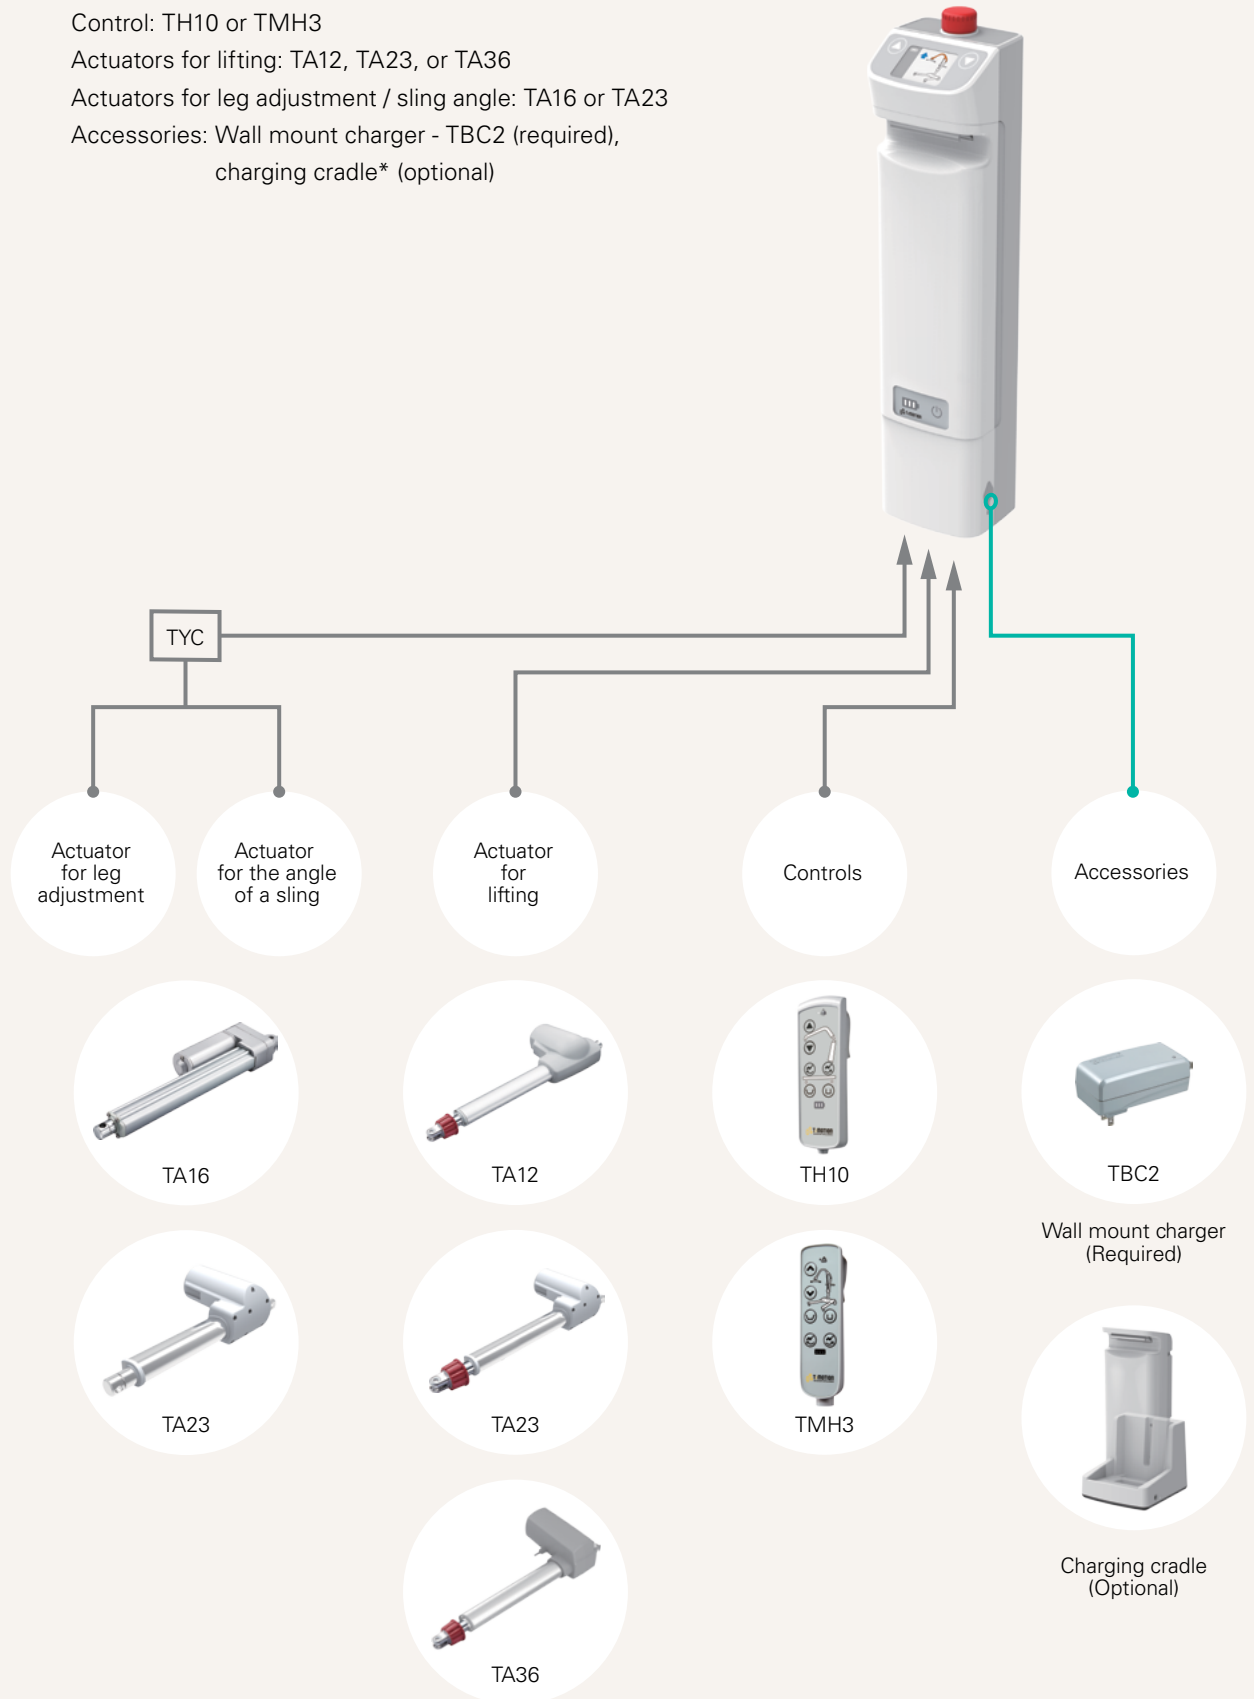 Control: TH10 or TMH3
Actuators for lifting: TA12, TA23, or TA36
Actuators for leg adjustment / sling angle: TA16 or TA23
Accessories: Wall mount charger - TBC2 (required),
charging cradle* (optional)
TYC
Actuator
for leg
adjustment
Actuator
for the angle
of a sling
Actuator
for
lifting
Controls
Accessories
TA16
TA12
TH10
TBC2
Wall mount charger
(Required)
TA23
TA23
TMH3
Charging cradle
(Optional)
TA36